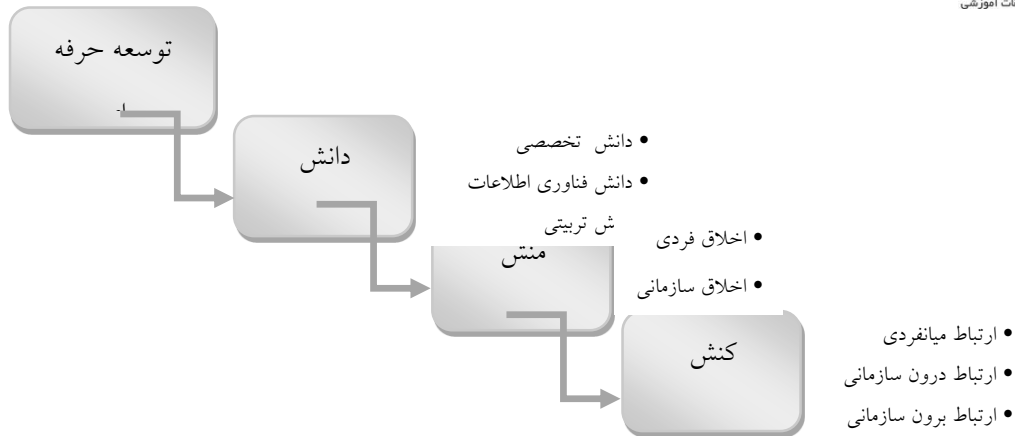 توسعه حرفه
دانش
• دانش تخصصی
• دانش فناوری اطلاعات
ش تربیتی
منش
• اخلاق فردی
• اخلاق سازمانی
کنش
• ارتباط میانفردی
• ارتباط درون سازمانی
• ارتباط برون سازمانی